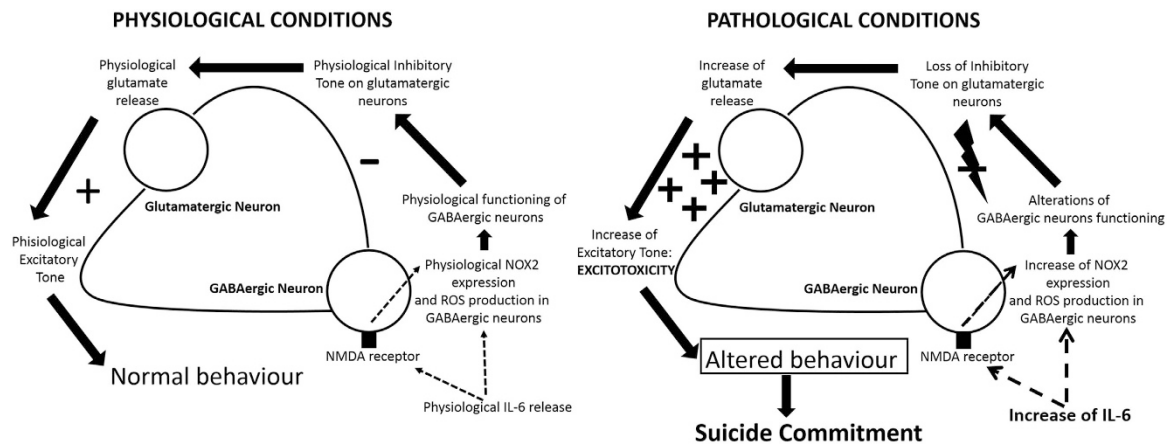 PHYSIOLOGICAL CONDITIONS
Physiological
glutamate
release
Physiological Inhibitory
Tone on glutamatergic
neurons
+
-
Glutamatergic Neuron
Physiological functioning of
GABAergic neurons
Phisiological
Excitatory
Tone
GABAergic Neuron
Physiological NOX2
expression
and ROS production in
GABAergic neurons
NMDA receptor
Normal behaviour
Physiological IL-6 release
PATHOLOGICAL CONDITIONS
Increase of
glutamate
release
Loss of Inhibitory
Tone on glutamatergic
neurons
+
+
+
+
+
Glutamatergic Neuron
Alterations of
GABAergic neurons functioning
Increase of
Excitatory Tone:
EXCITOTOXICITY
GABAergic Neuron
Increase of NOX2
expression
and ROS production in
GABAergic neurons
NMDA receptor
Altered behaviour
Increase of IL-6
Suicide Commitment